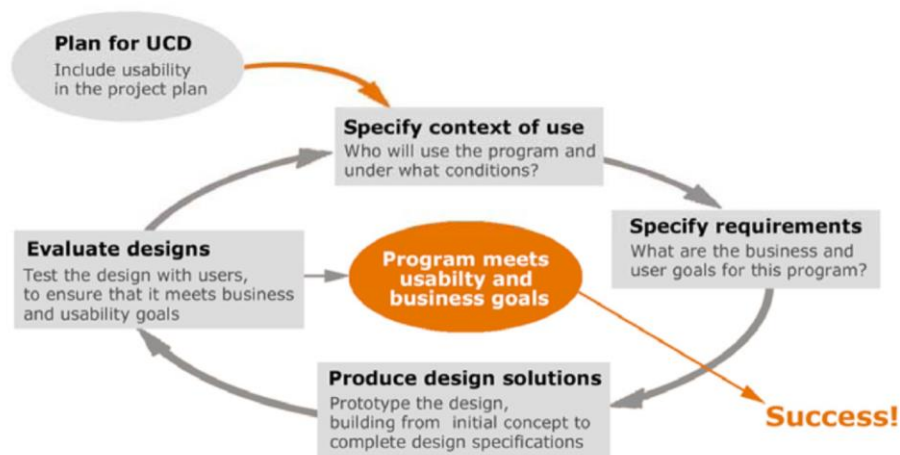 Plan for UCD
Include usability
in the project plan
Specify context of use
Who will use the program and
under what conditions?
Specify requirements
What are the business and
user goals for this program?
Evaluate designs
Test the design with users,
to ensure that it meets business
and usability goals
Program meets
usabilty and
business goals
Produce design solutions
Prototype the design,
building from initial concept to
complete design specifications
Success!